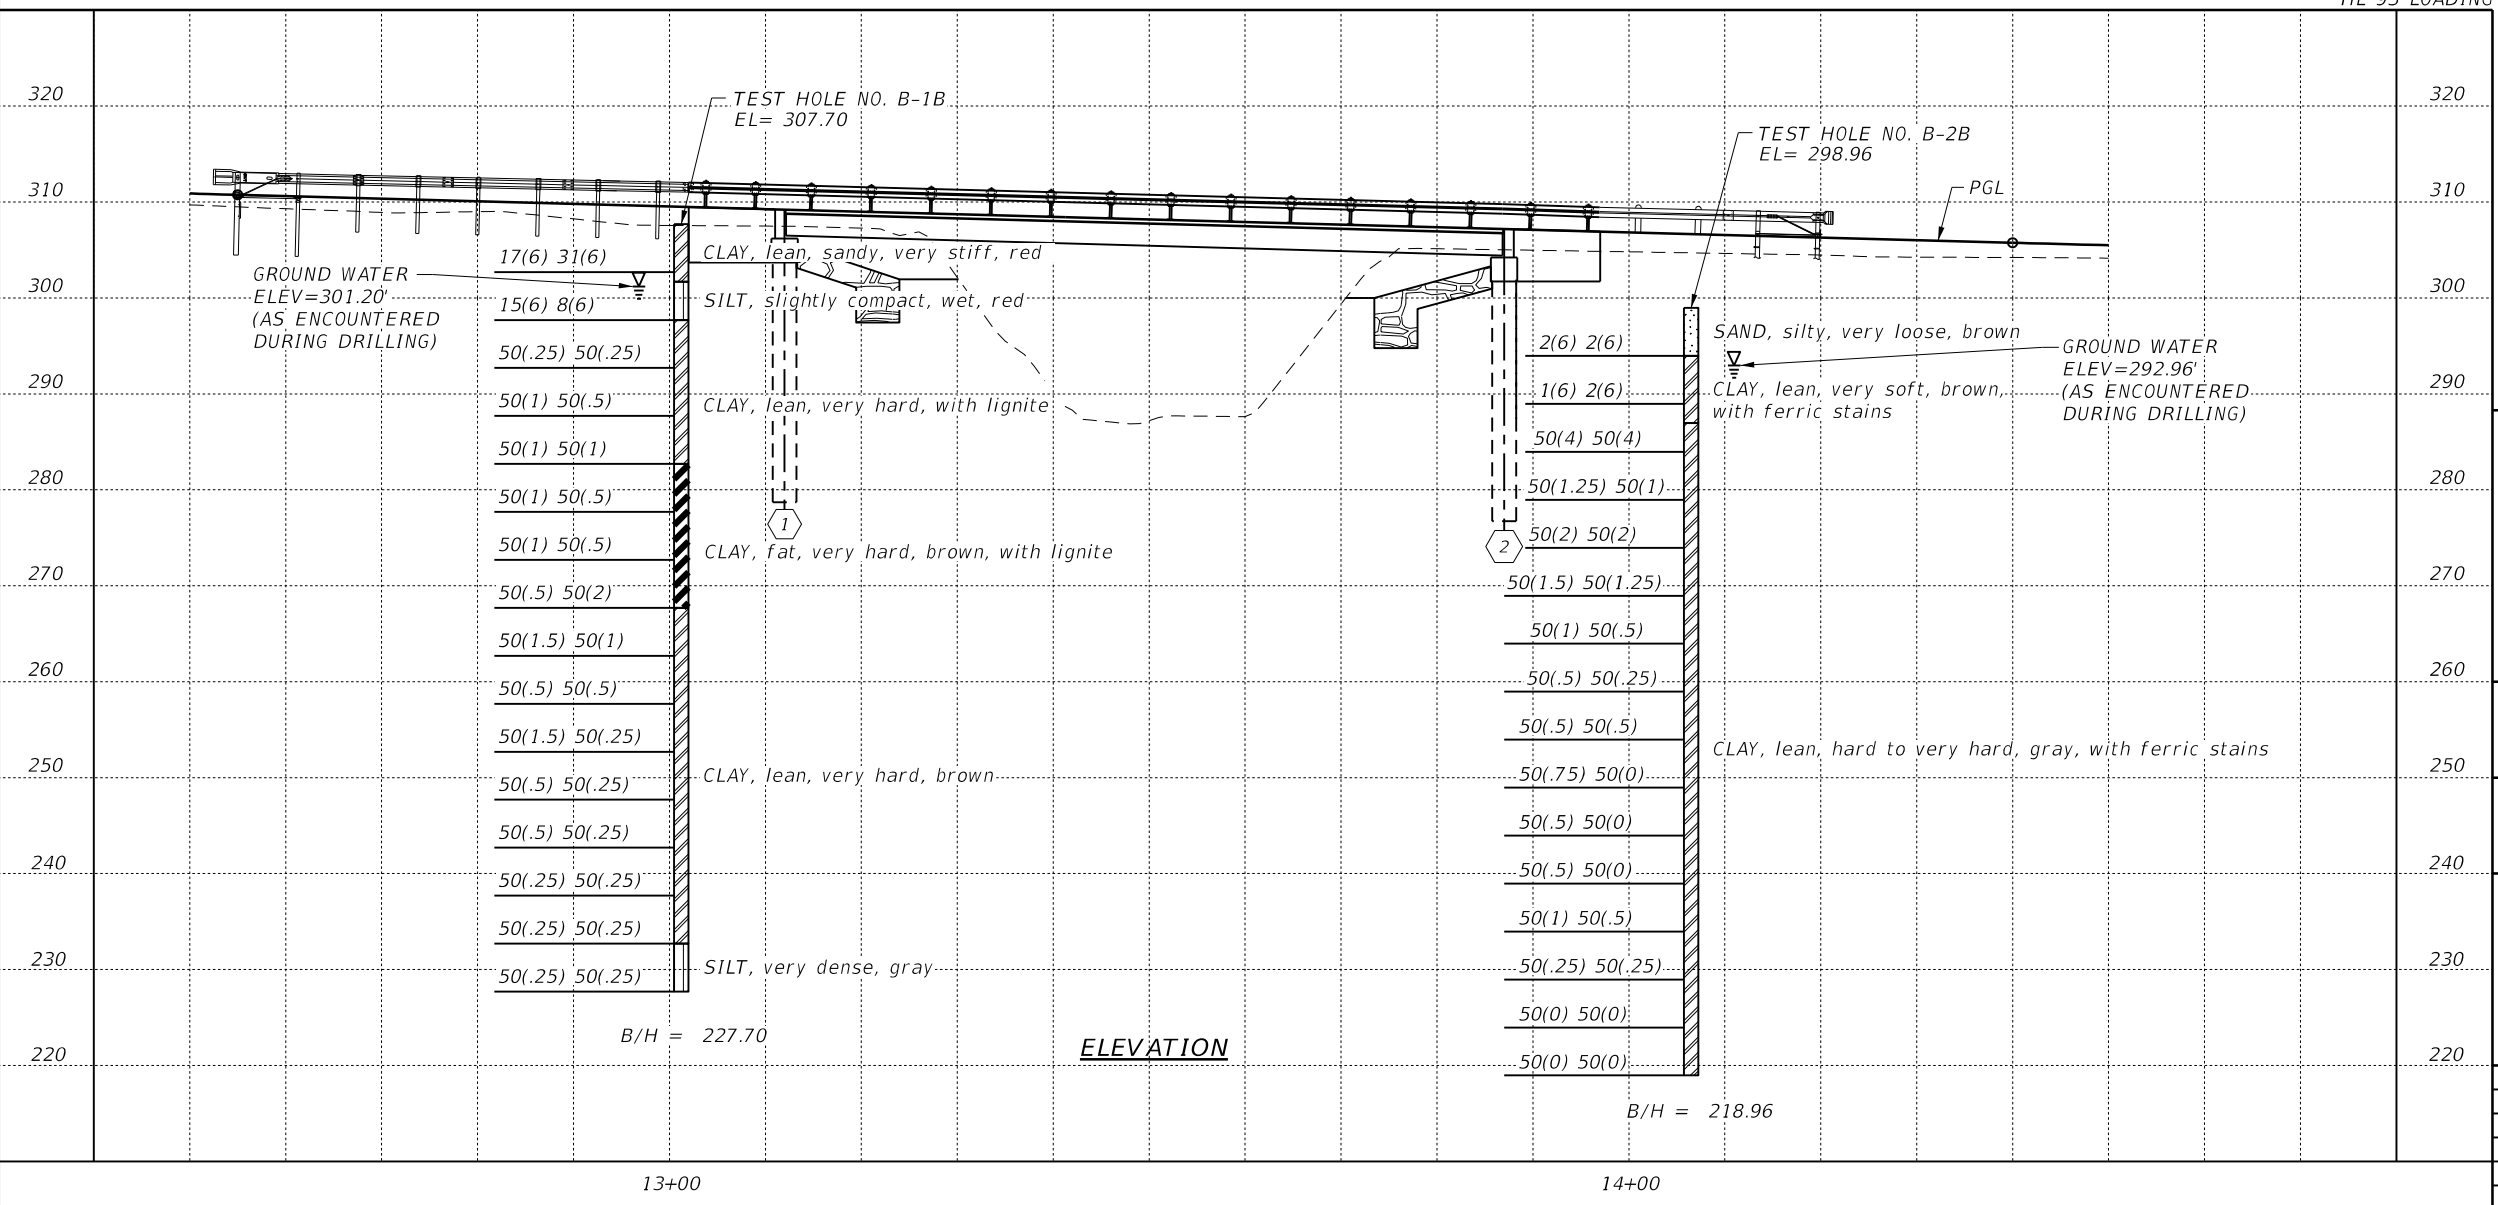 HL 93 LOADING
320
310
300
290
280
270
260
250
240
230
220
TEST HOLE NO. B-1B
EL= 307.70
GROUND WATER
ELEV=301.20'
(AS ENCOUNTERED
DURING DRILLING)
17(6) 31(6)
15(6) 8(6)
50(.25) 50(.25)
50(1) 50(.5)
50(1) 50(1)
50(1) 50(.5)
50(1) 50(.5)
50(.5) 50(2)
50(1.5) 50(1)
50(.5) 50(.5)
50(1.5) 50(.25)
50(.5) 50(.25)
50(.5) 50(.25)
50(.25) 50(.25)
50(.25) 50(.25)
50(.25) 50(.25)
B/H = 227.70
CLAY, lean, sandy, very stiff, red
SILT, slightly compact, wet, red
CLAY, lean, very hard, with lignite
CLAY, fat, very hard, brown, with lignite
CLAY, lean, very hard, brown
SILT, very dense, gray
1
2
ELEVATION
TEST HOLE NO. B-2B
EL= 298.96
PGL
2(6) 2(6)
1(6) 2(6)
50(4) 50(4)
50(1.25) 50(1)
50(2) 50(2)
50(1.5) 50(1.25)
50(1) 50(.5)
50(.5) 50(.25)
50(.5) 50(.5)
50(.75) 50(0)
50(.5) 50(0)
50(.5) 50(0)
50(1) 50(.5)
50(.25) 50(.25)
50(0) 50(0)
50(0) 50(0)
B/H = 218.96
SAND, silty, very loose, brown
CLAY, lean, very soft, brown,
with ferric stains
CLAY, lean, hard to very hard, gray, with ferric stains
GROUND WATER
ELEV=292.96'
(AS ENCOUNTERED
DURING DRILLING)
320
310
300
290
280
270
260
250
240
230
220
13+00
14+00